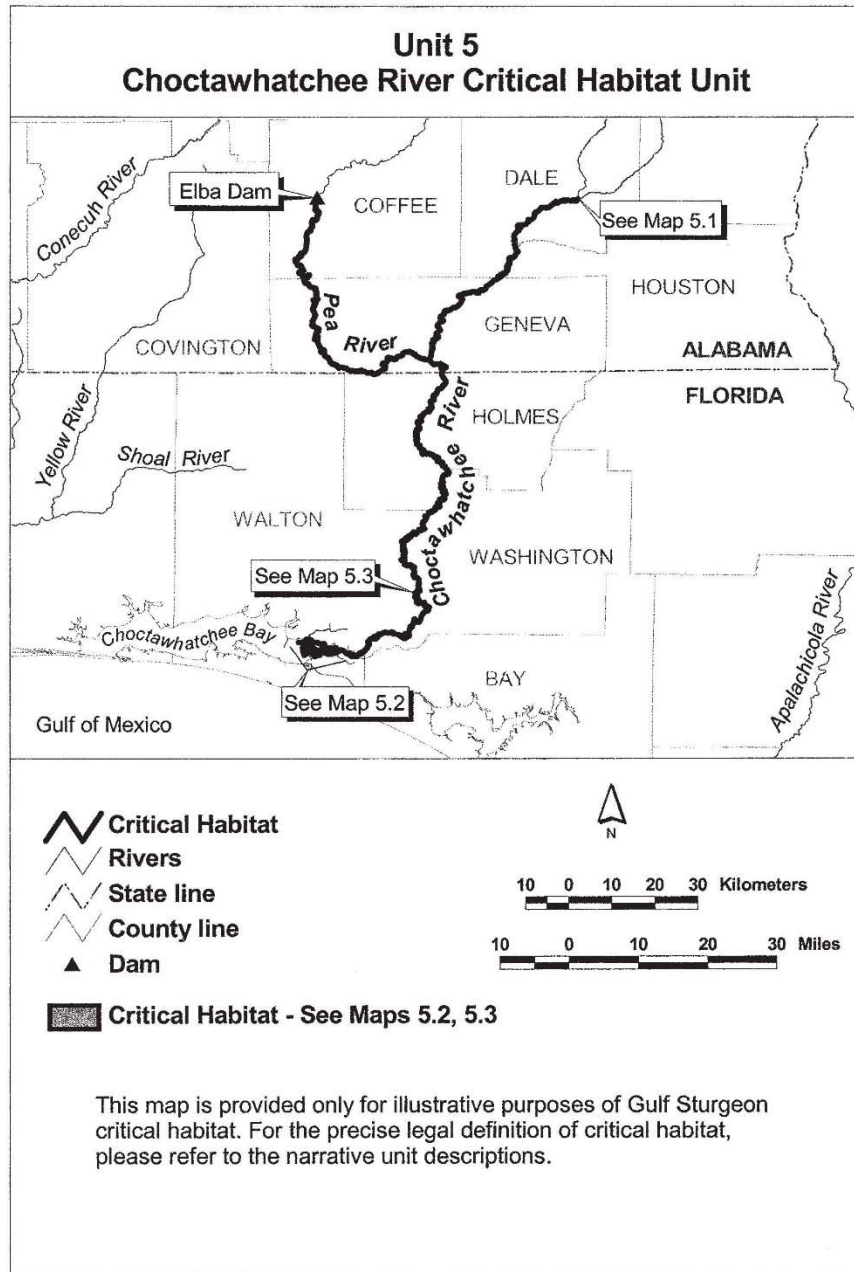 Unit 5
Choctawhatchee River Critical Habitat Unit
Conecuh River
Elba Dam
COFFEE
DALE
See Map 5.1
HOUSTON
Pea
River
GENEVA
COVINGTON
ALABAMA
FLORIDA
Yellow River
Shoal River
HOLMES
Choctawhatchee River
WALTON
WASHINGTON
See Map 5.3
Choctawhatchee Bay
See Map 5.2
BAY
Apalachicola River
Gulf of Mexico
Critical Habitat
Rivers
State line
County line
Dam
Critical Habitat - See Maps 5.2, 5.3
N
10 0 10 20 30 Kilometers
10 0 10 20 30 Miles
This map is provided only for illustrative purposes of Gulf Sturgeon
critical habitat. For the precise legal definition of critical habitat,
please refer to the narrative unit descriptions.